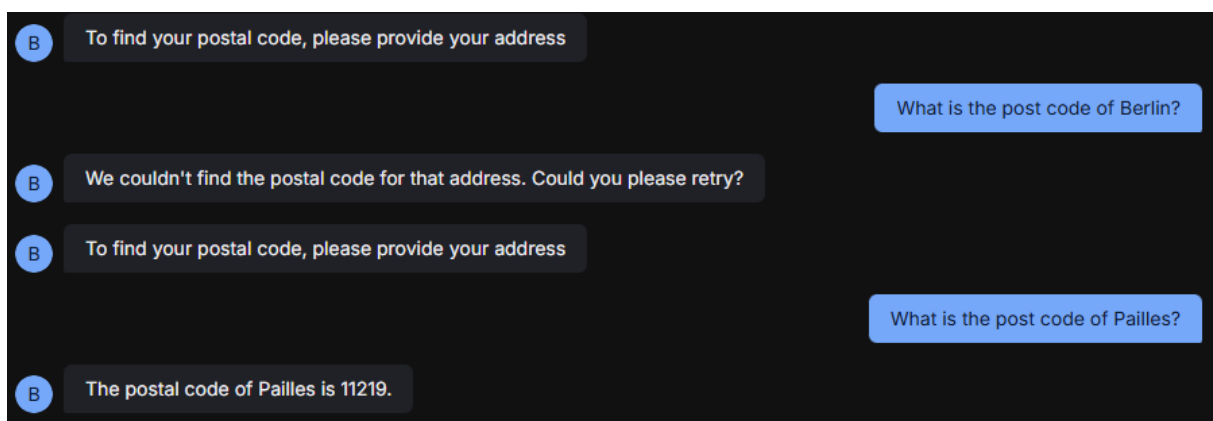 B
To find your postal code, please provide your address
What is the post code of Berlin?
B
We couldn't find the postal code for that address. Could you please retry?
B
To find your postal code, please provide your address
What is the post code of Pailles?
B
The postal code of Pailles is 11219.